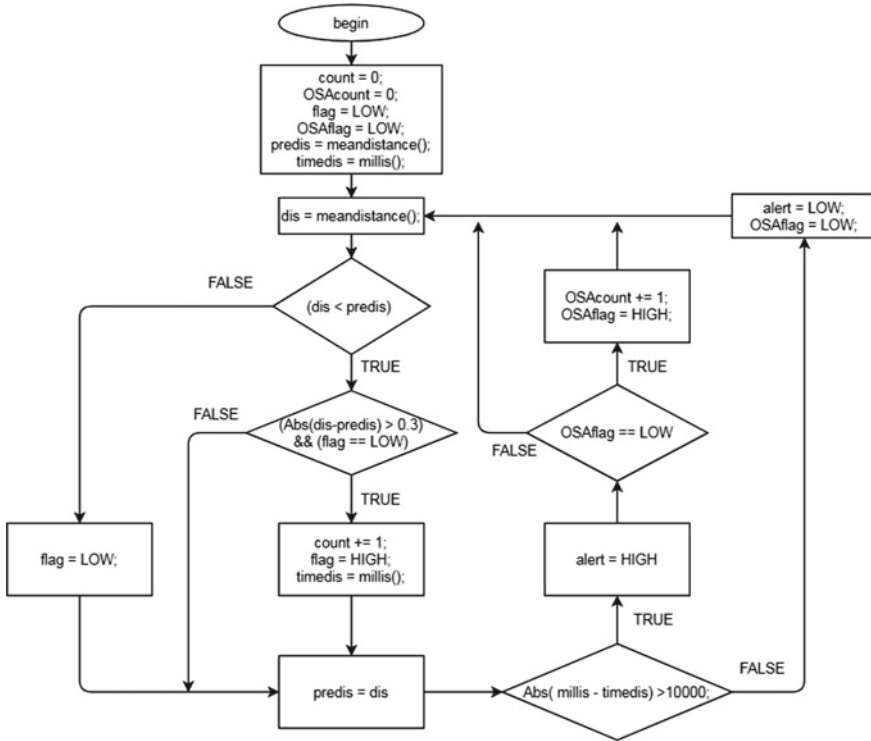 begin
count = 0;
OSAcount = 0;
flag = LOW;
OSAflag = LOW;
predis = meandistance();
timedis = millis();
dis = meandistance();
alert = LOW;
OSAflag = LOW;
FALSE
(dis < predis)
OSAcount += 1;
OSAflag = HIGH;
TRUE
TRUE
FALSE
(Abs(dis-predis) > 0.3)
&& (flag == LOW)
OSAflag == LOW
FALSE
TRUE
flag = LOW;
count += 1;
flag = HIGH;
timedis = millis();
alert = HIGH
TRUE
FALSE
predis = dis
Abs( millis - timedis) >10000;